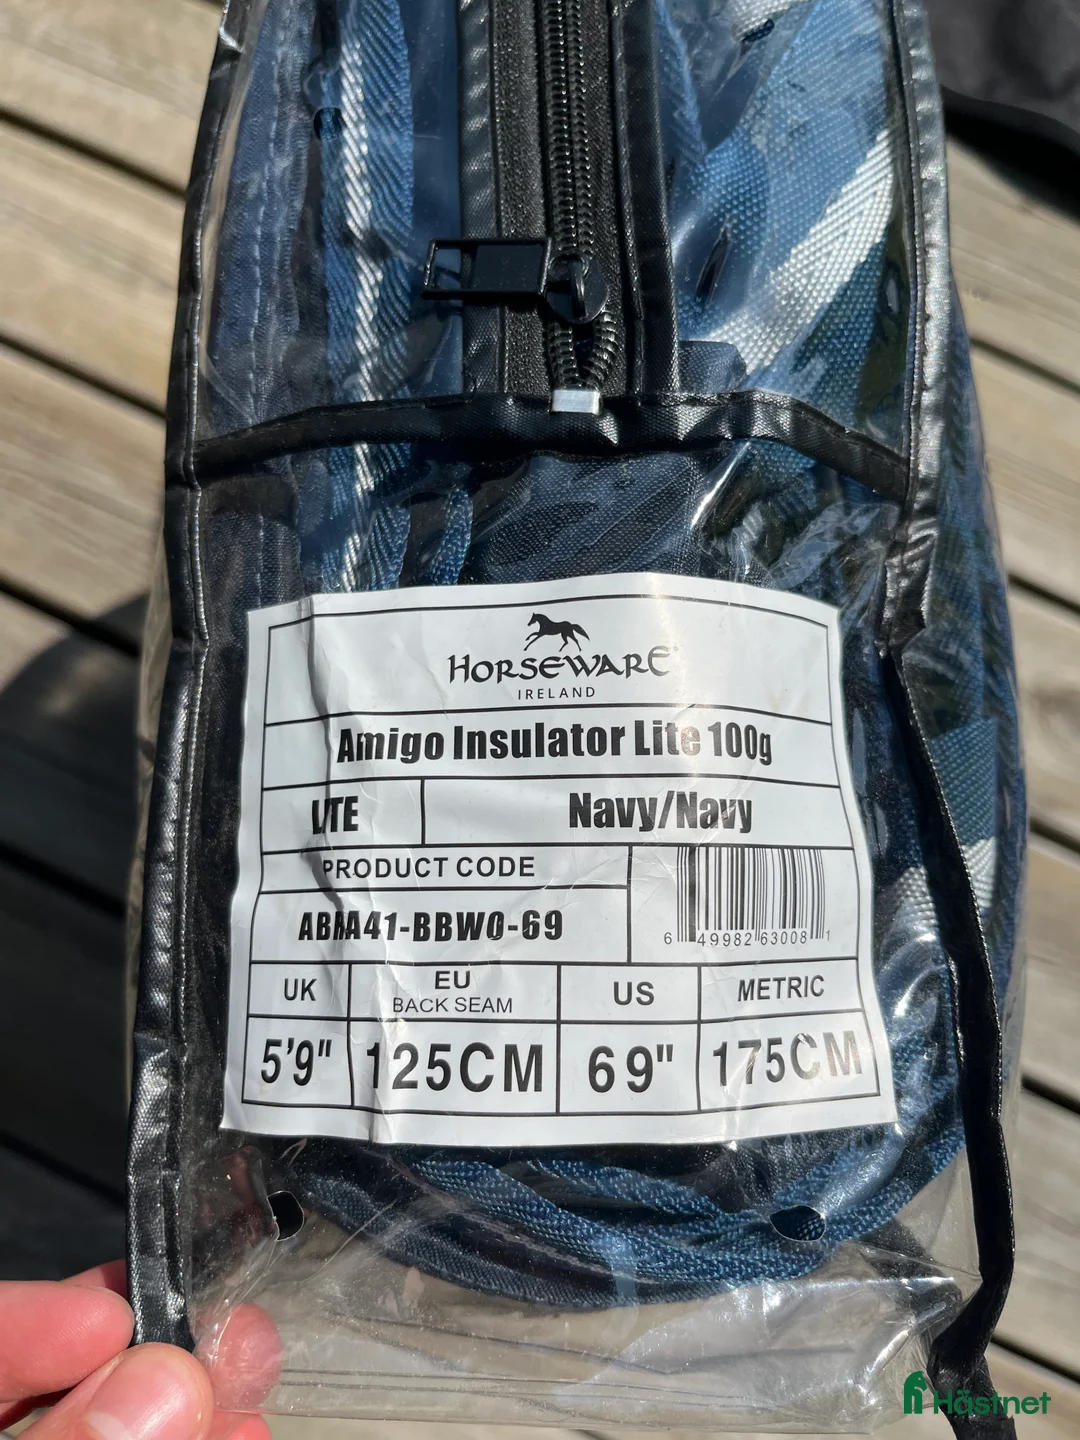 HORSEWARE
IRELAND
Amigo Insulator Lite 100g
LITE Navy/Navy
PRODUCT CODE
ABRA41-BBW0-69
6 49982 63008 1
UK EU US METRIC
BACK SEAM
5'9" 125CM 69" 175CM
Hästnet